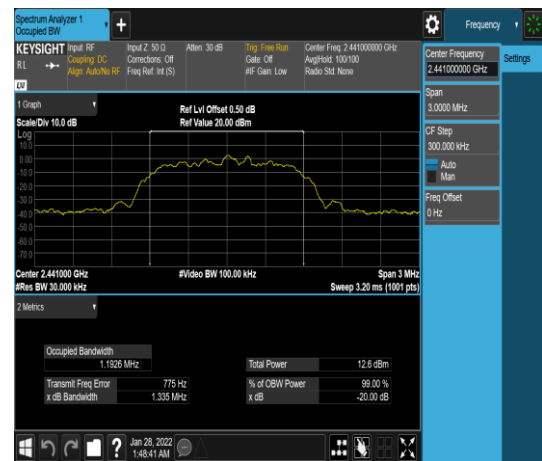 Spectrum Analyzer 1
Occupied BW
+
Frequency
KEYSIGHT
RL
Input: RF
Coupling: DC
Align: Auto/No RF
Input Z: 50 Ω
Corrections: Off
Freq Ref: Int (S)
Atten: 30 dB
Trig: Free Run
Gate: Off
#IF Gain: Low
Center Freq: 2.441000000 GHz
Avg|Hold: 100/100
Radio Std: None
Center Frequency
2.441000000 GHz
Settings
Span
3.0000 MHz
CF Step
300.000 kHz
Auto
Man
Freq Offset
0 Hz
1 Graph
Scale/Div 10.0 dB
Ref Lvl Offset 0.50 dB
Ref Value 20.00 dBm
Log
10.0
0.00
-10.0
-20.0
-30.0
-40.0
-50.0
-60.0
-70.0
Center 2.441000 GHz
#Video BW 100.00 kHz
Span 3 MHz
#Res BW 30.000 kHz
Sweep 3.20 ms (1001 pts)
2 Metrics
Occupied Bandwidth
1.1926 MHz
Total Power 12.6 dBm
Transmit Freq Error 775 Hz
% of OBW Power 99.00 %
x dB Bandwidth 1.335 MHz
x dB -20.00 dB
?
Jan 28, 2022
1:48:41 AM